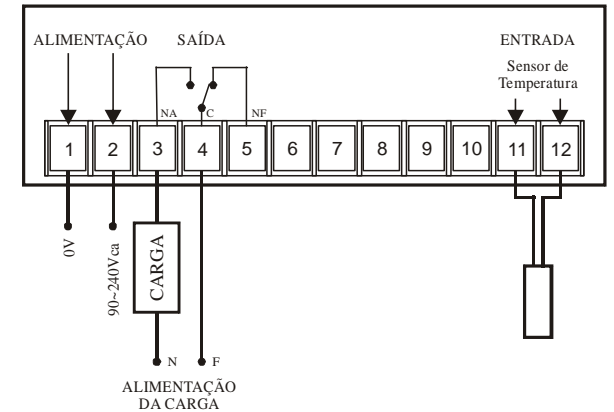 ALIMENTAÇÃO
SAÍDA
ENTRADA
Sensor de
Temperatura
NA
C
NF
1
2
3
4
5
6
7
8
9
10
11
12
0V
90~240Vca
CARGA
N
F
ALIMENTAÇÃO
DA CARGA